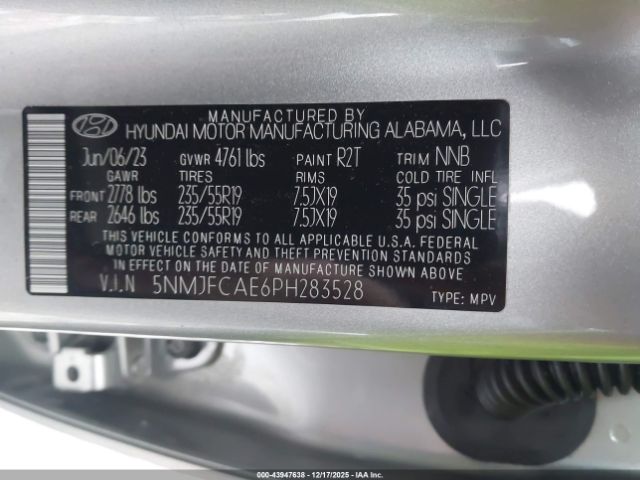 MANUFACTURED BY
HYUNDAI MOTOR MANUFACTURING ALABAMA, LLC
Jun/06/23 GVWR 4761 lbs PAINT R2T TRIM NNB
GAWR TIRES RIMS COLD TIRE INFL
FRONT 2778 lbs 235/55R19 7.5JX19 35 psi SINGLE
REAR 2646 lbs 235/55R19 7.5JX19 35 psi SINGLE
THIS VEHICLE CONFORMS TO ALL APPLICABLE U.S.A. FEDERAL
MOTOR VEHICLE SAFETY, BUMPER, AND THEFT PREVENTION STANDARDS
IN EFFECT ON THE DATE OF MANUFACTURE SHOWN ABOVE.
V.I.N 5NMJFCAE6PH283528 TYPE: MPV
000-43947638 - 12/17/2025 - IAA Inc.